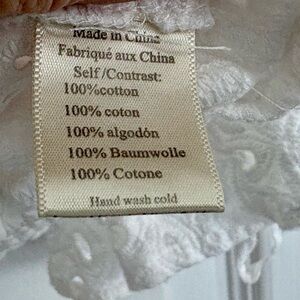 Made in China
Fabriqué aux China
Self/Contrast:
100%cotton
100% coton
100% algodón
100% Baumwolle
100% Cotone
Hand wash cold